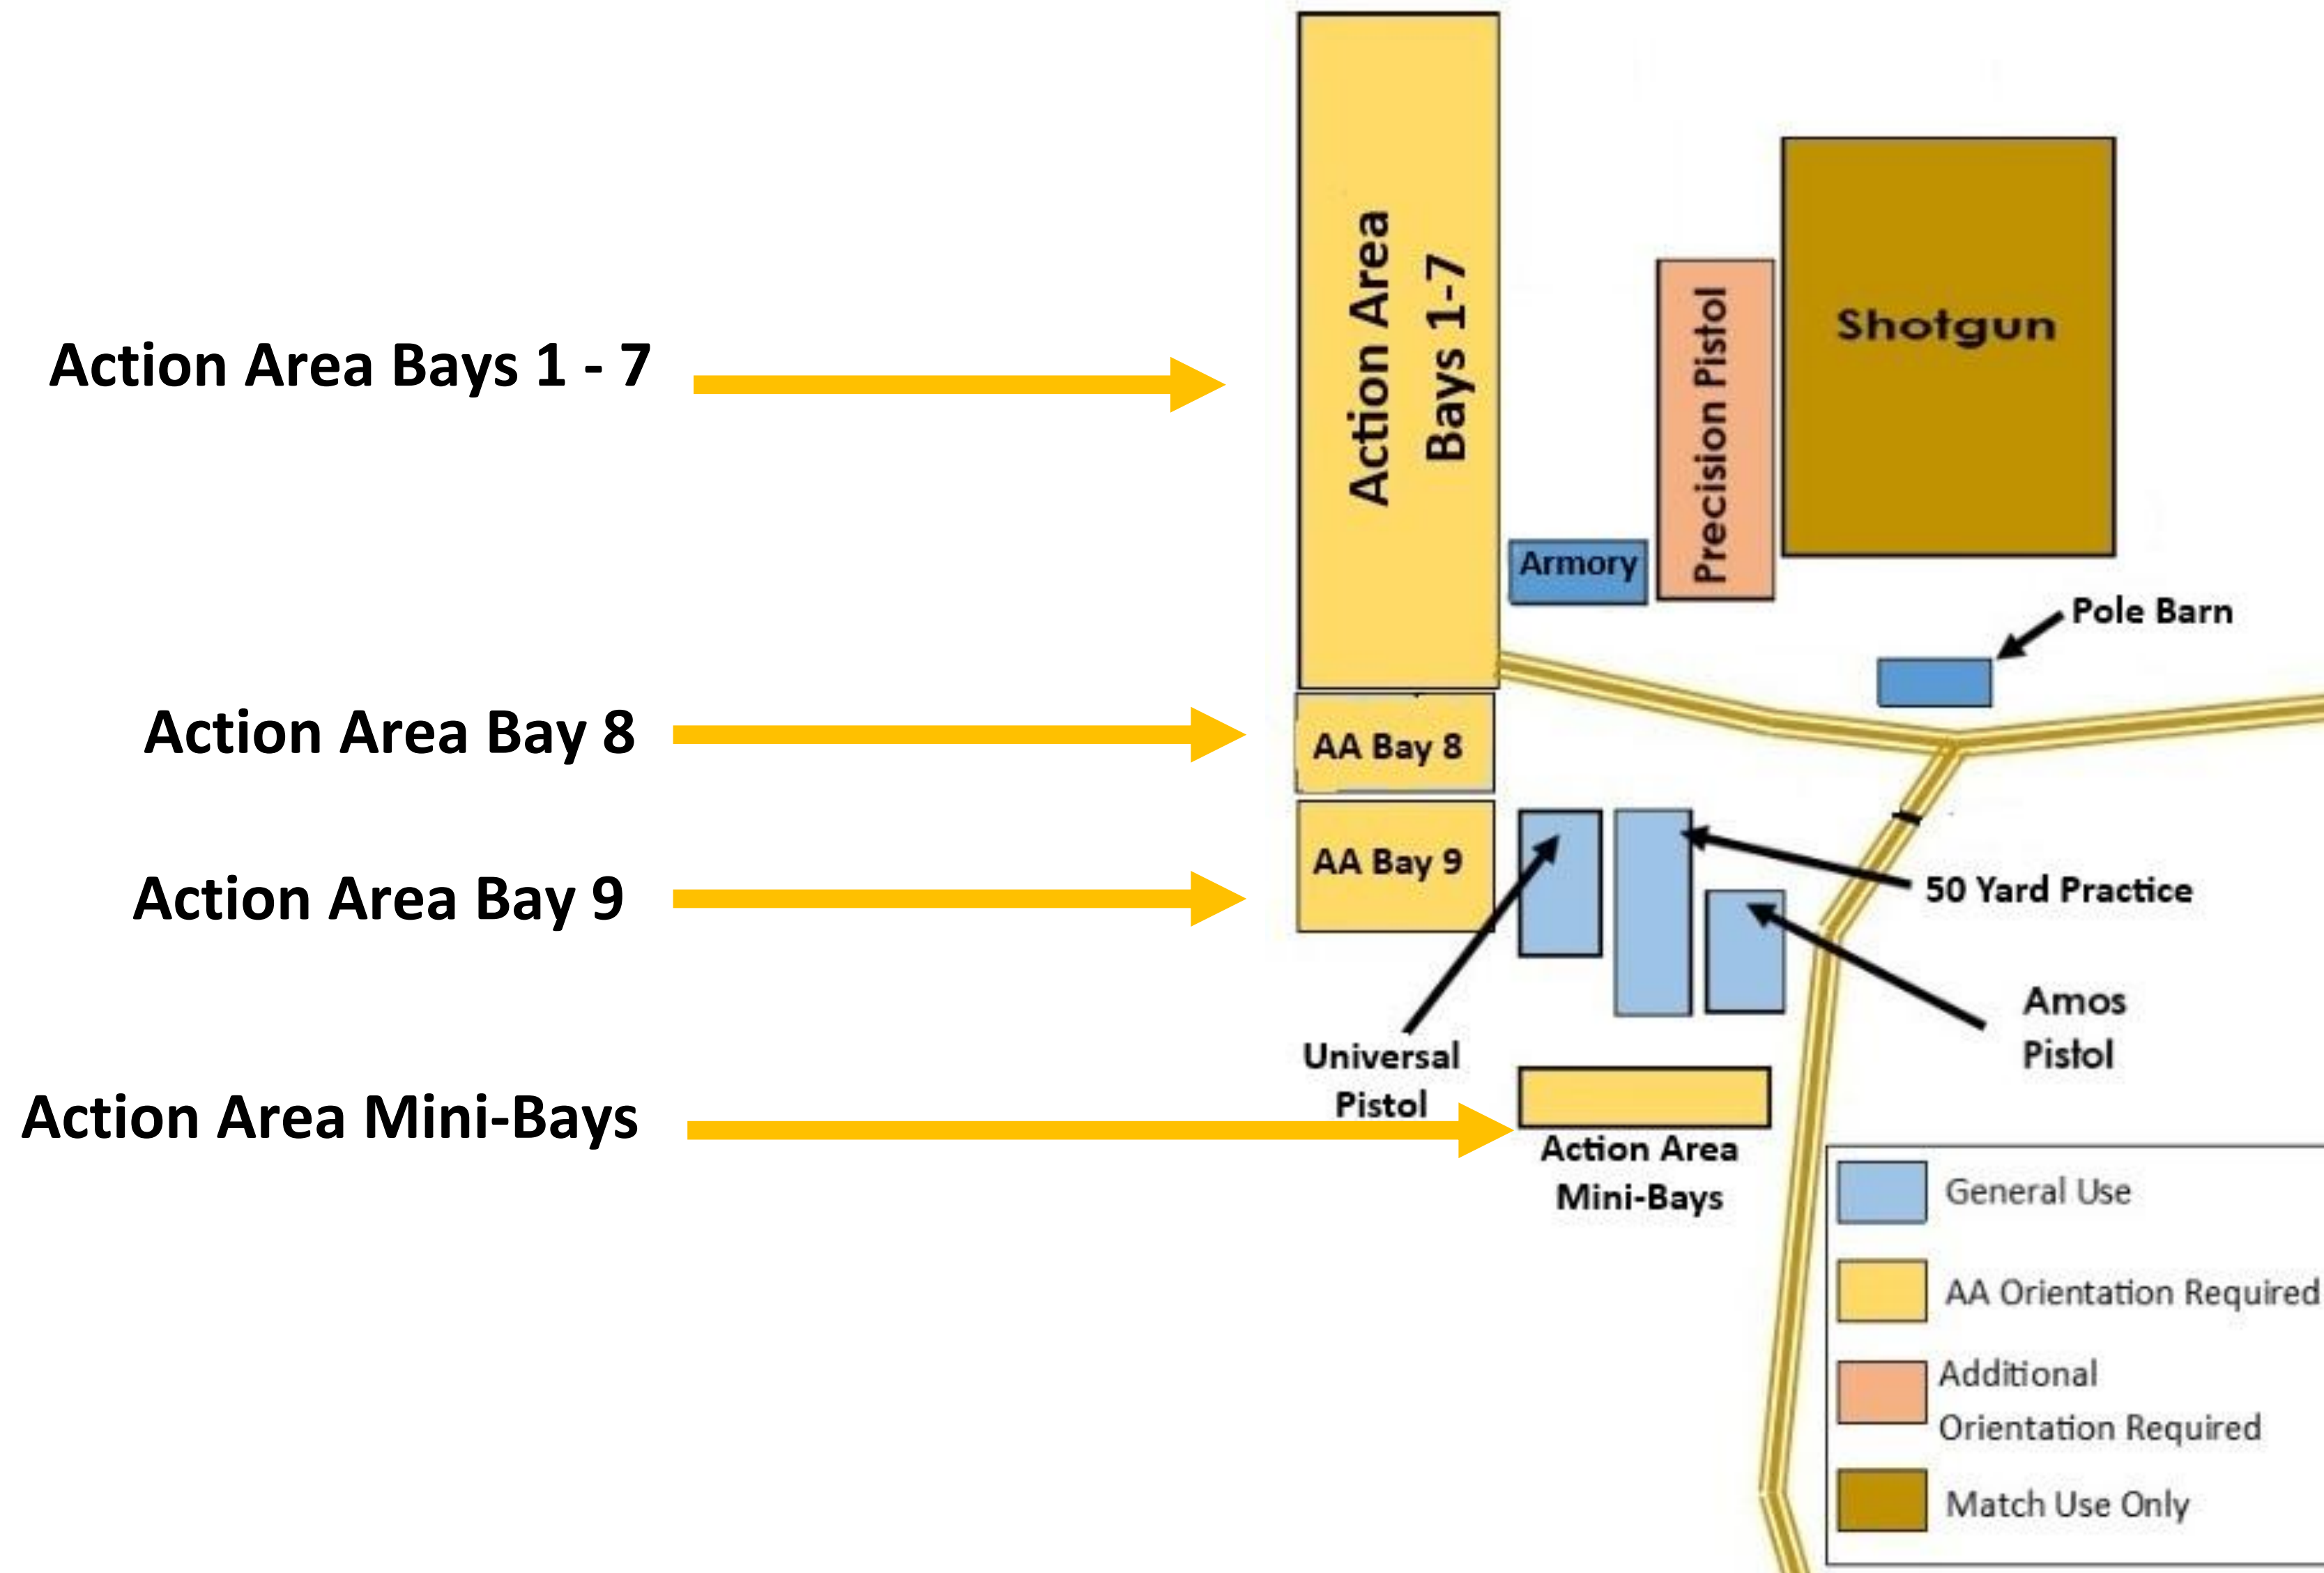 Action Area Bays 1 - 7
Action Area Bay 8
Action Area Bay 9
Action Area Mini-Bays
Action Area
Bays 1-7
Precision Pistol
Shotgun
Armory
Pole Barn
AA Bay 8
AA Bay 9
50 Yard Practice
Amos
Pistol
Universal
Pistol
Action Area
Mini-Bays
General Use
AA Orientation Required
Additional
Orientation Required
Match Use Only